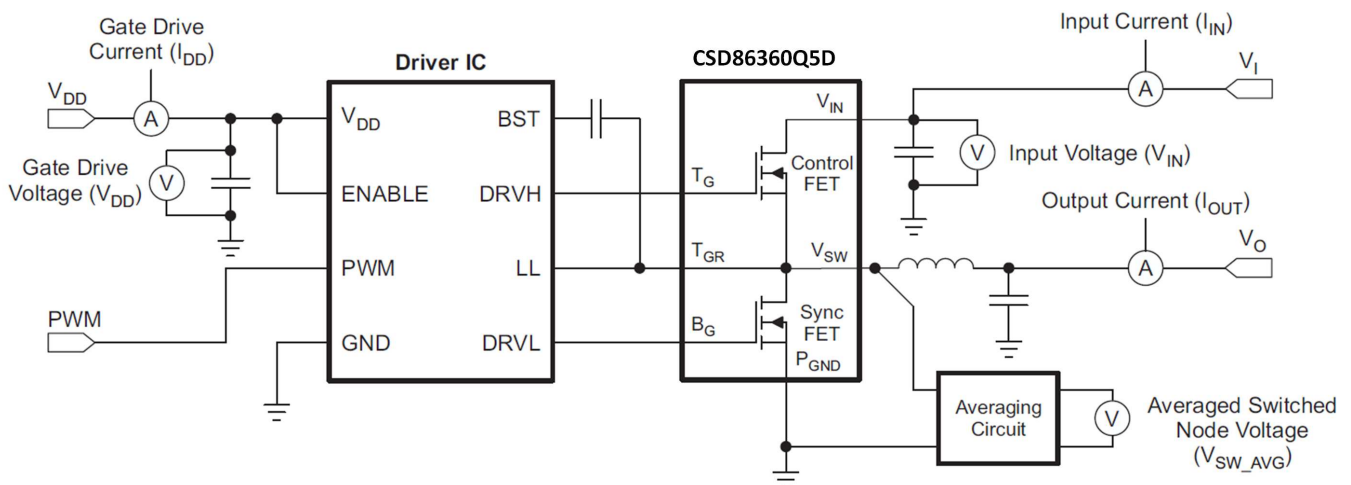 Gate Drive
Current (I_DD)
V_DD
A
Gate Drive
Voltage (V_DD)
V
PWM
Driver IC
V_DD
BST
ENABLE
DRVH
PWM
LL
GND
DRVL
CSD86360Q5D
V_IN
Control
FET
T_G
T_GR
V_SW
Sync
FET
B_G
P_GND
Input Current (I_IN)
V_I
A
V
Input Voltage (V_IN)
Output Current (I_OUT)
V_O
A
Averaging
Circuit
V
Averaged Switched
Node Voltage
(V_SW_AVG)